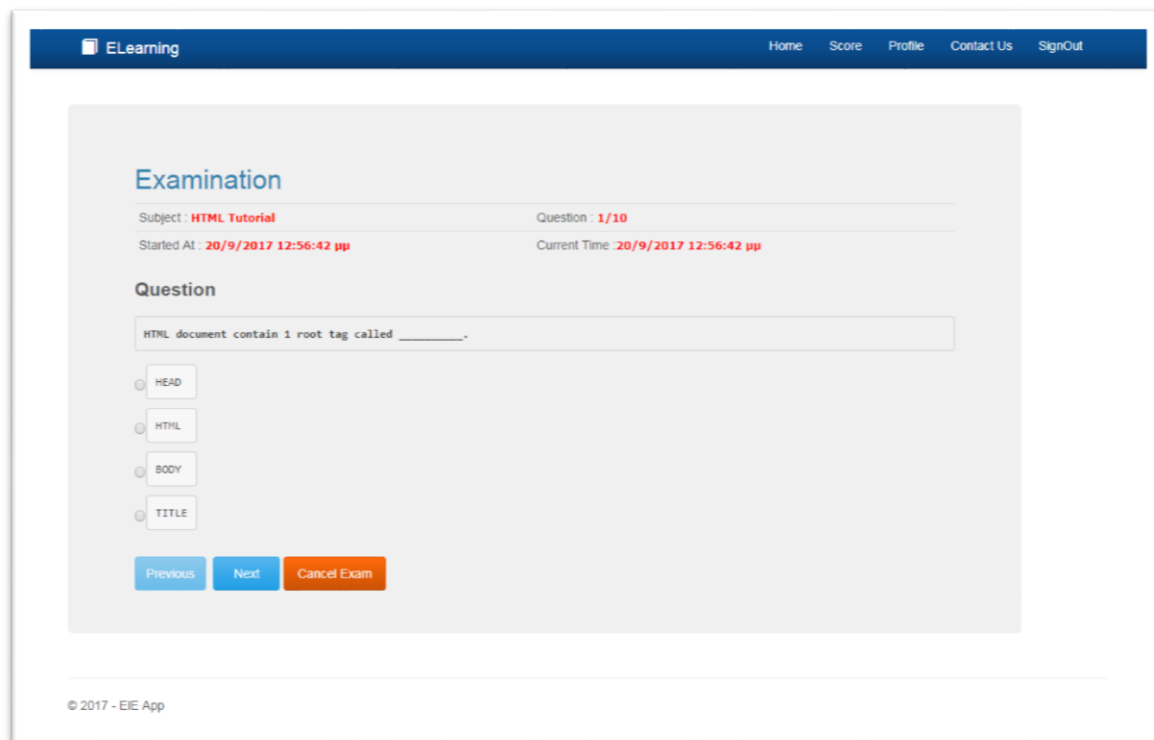 ELearning Home Score Profile Contact Us SignOut
Examination
Subject : HTML Tutorial Question : 1/10
Started At : 20/9/2017 12:56:42 μμ Current Time :20/9/2017 12:56:42 μμ
Question
HTML document contain 1 root tag called __________.
HEAD
HTML
BODY
TITLE
Previous Next Cancel Exam
© 2017 - EIE App